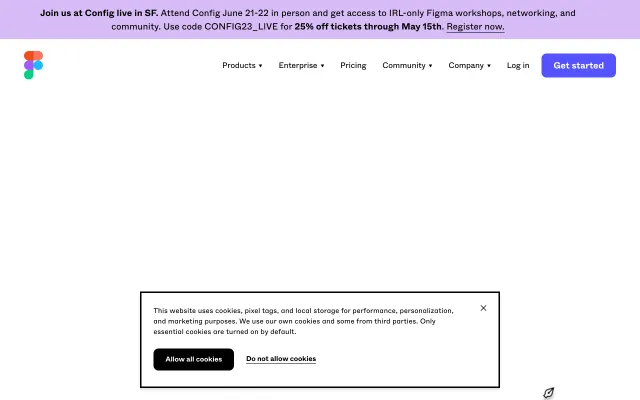 Join us at Config live in SF. Attend Config June 21-22 in person and get access to IRL-only Figma workshops, networking, and
community. Use code CONFIG23_LIVE for 25% off tickets through May 15th. Register now.
Products ▾ Enterprise ▾ Pricing Community ▾ Company ▾ Log in Get started
This website uses cookies, pixel tags, and local storage for performance, personalization,
and marketing purposes. We use our own cookies and some from third parties. Only
essential cookies are turned on by default.
Allow all cookies Do not allow cookies